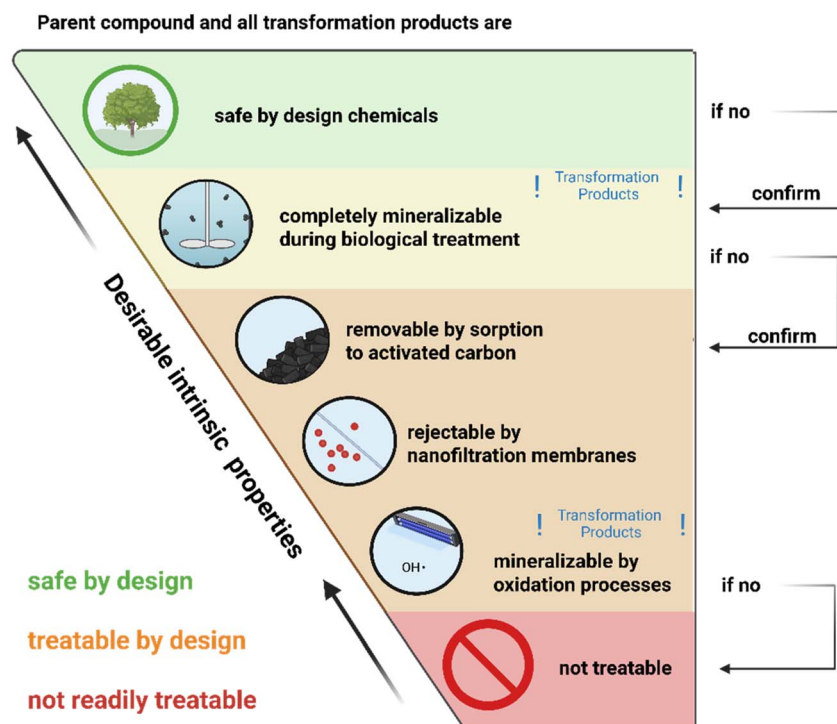 Parent compound and all transformation products are
safe by design chemicals
if no
! Transformation !
Products
confirm
completely mineralizable
during biological treatment
if no
removable by sorption
to activated carbon
confirm
Desirable intrinsic properties
rejectable by
nanofiltration membranes
! Transformation !
Products
OH·
mineralizable by
oxidation processes
if no
safe by design
treatable by design
not readily treatable
not treatable